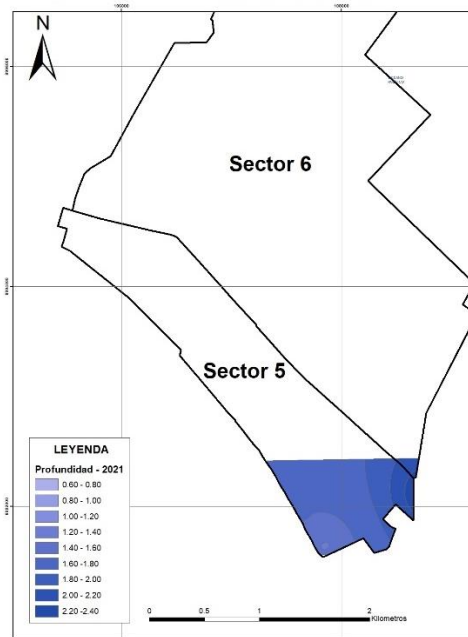 N
Sector 6
Sector 5
LEYENDA
Profundidad - 2021
0.60 - 0.80
0.80 - 1.00
1.00 -1.20
1.20 - 1.40
1.40 - 1.60
1.60 -1.80
1.80 - 2.00
2.00 - 2.20
2.20 -2.40
0 0.5 1 2
Kilometros